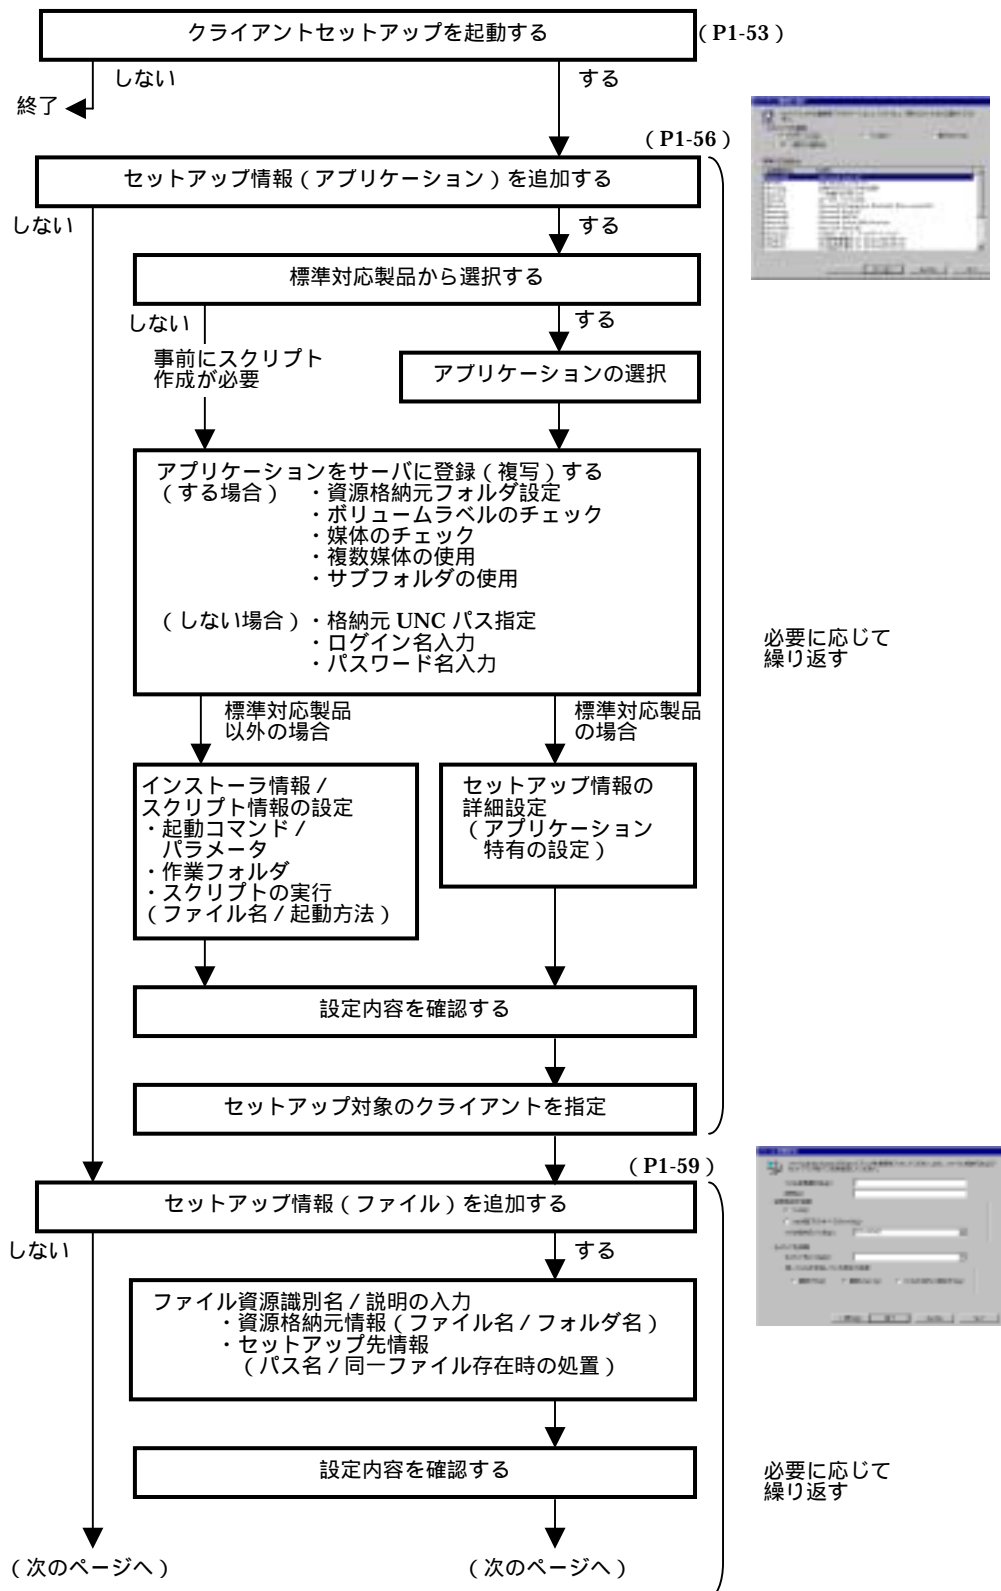 クライアントセットアップを起動する
（P1-53）
しない
する
終了
（P1-56）
セットアップ情報（アプリケーション）を追加する
しない
する
標準対応製品から選択する
しない
する
事前にスクリプト
作成が必要
アプリケーションの選択
アプリケーションをサーバに登録（複写）する
（する場合）　・資源格納元フォルダ設定
・ボリュームラベルのチェック
・媒体のチェック
・複数媒体の使用
・サブフォルダの使用
（しない場合）・格納元 UNC パス指定
・ログイン名入力
・パスワード名入力
必要に応じて
繰り返す
標準対応製品
以外の場合
標準対応製品
の場合
インストーラ情報／
スクリプト情報の設定
・起動コマンド／
パラメータ
・作業フォルダ
・スクリプトの実行
（ファイル名／起動方法）
セットアップ情報の
詳細設定
（アプリケーション
特有の設定）
設定内容を確認する
セットアップ対象のクライアントを指定
（P1-59）
セットアップ情報（ファイル）を追加する
しない
する
ファイル資源識別名／説明の入力
・資源格納元情報（ファイル名／フォルダ名）
・セットアップ先情報
（パス名／同一ファイル存在時の処置）
設定内容を確認する
必要に応じて
繰り返す
（次のページへ）
（次のページへ）